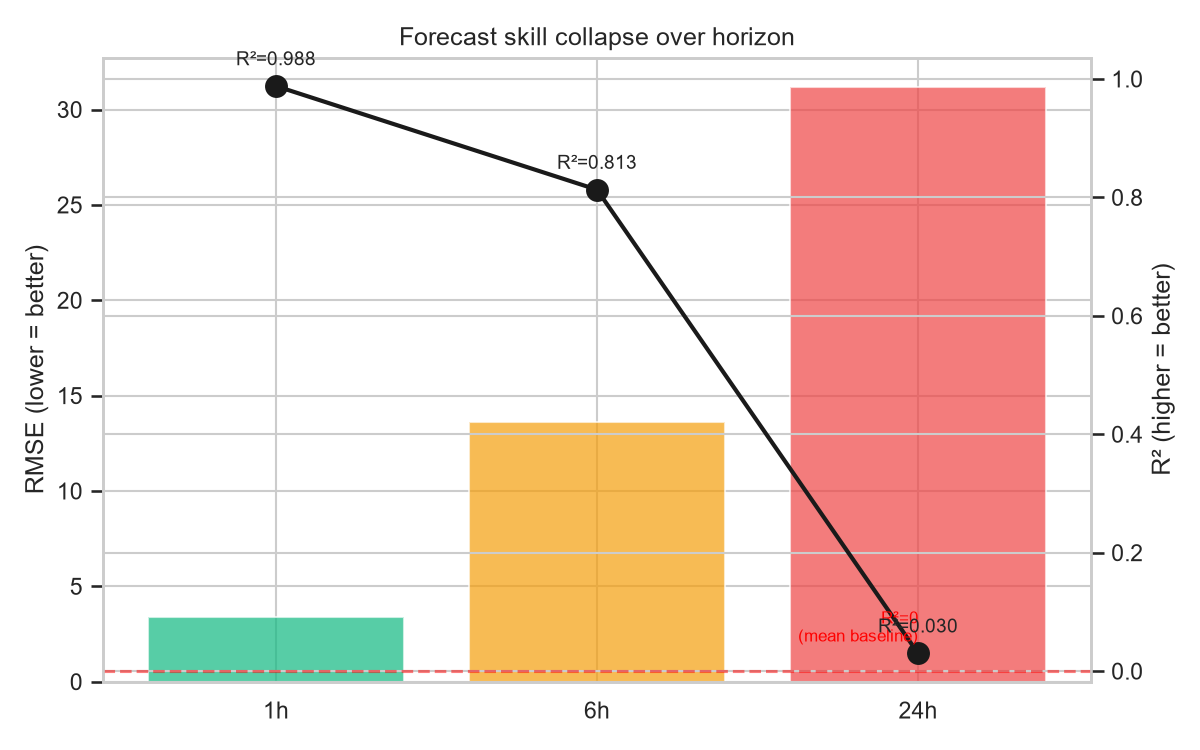 Forecast skill collapse over horizon
R²=0.988
R²=0.813
R²=0
(mean baseline)
R²=0.030
RMSE (lower = better)
30
25
20
15
10
5
0
R² (higher = better)
1.0
0.8
0.6
0.4
0.2
0.0
1h
6h
24h